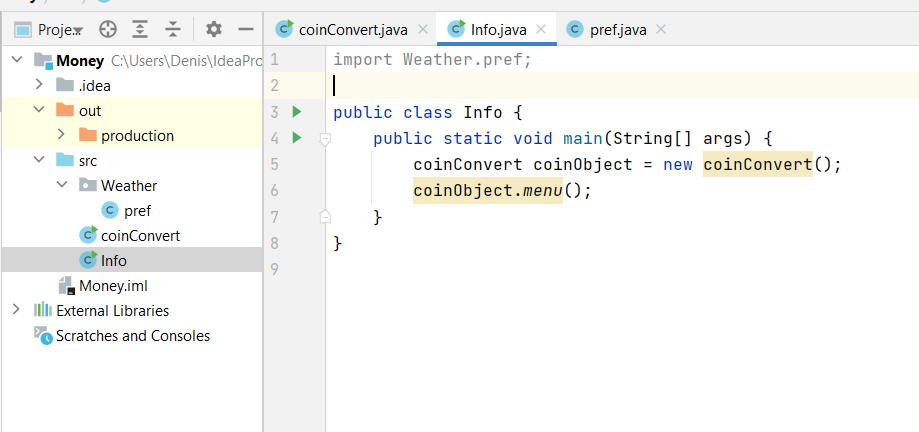 Proje...
coinConvert.java
Info.java
pref.java
Money C:\Users\Denis\IdeaPro
.idea
out
production
src
Weather
pref
coinConvert
Info
Money.iml
External Libraries
Scratches and Consoles
1 import Weather.pref;
2
3 public class Info {
4 public static void main(String[] args) {
5 coinConvert coinObject = new coinConvert();
6 coinObject.menu();
7 }
8 }
9